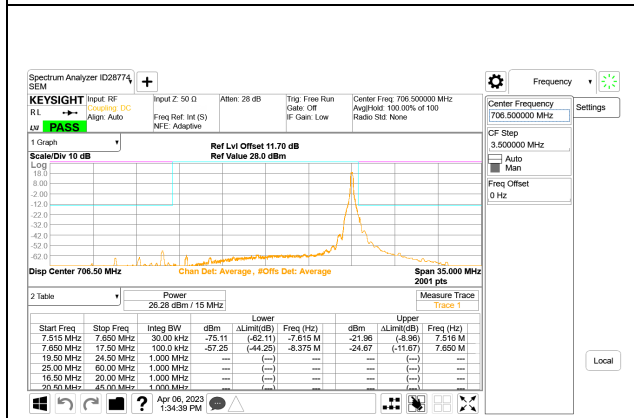 Spectrum Analyzer ID28774
SEM
Frequency
KEYSIGHT
RL
LXI PASS
Input: RF
Coupling: DC
Align: Auto
Input Z: 50 Ω
Freq Ref: Int (S)
NFE: Adaptive
Atten: 28 dB
Trig: Free Run
Gate: Off
IF Gain: Low
Center Freq: 706.500000 MHz
Avg|Hold: 100.00% of 100
Radio Std: None
Center Frequency
706.500000 MHz
Settings
CF Step
3.500000 MHz
Auto
Man
Freq Offset
0 Hz
Local
1 Graph
Scale/Div 10 dB
Ref Lvl Offset 11.70 dB
Ref Value 28.0 dBm
Log
18.0
8.00
-2.00
-12.0
-22.0
-32.0
-42.0
-52.0
-62.0
Disp Center 706.50 MHz
Chan Det: Average, #Offs Det: Average
Span 35.000 MHz
2001 pts
2 Table
Power
26.28 dBm / 15 MHz
Measure Trace
Trace 1
Lower Upper
Start Freq Stop Freq Integ BW dBm ΔLimit(dB) Freq (Hz) dBm ΔLimit(dB) Freq (Hz)
7.515 MHz 7.650 MHz 30.00 kHz -75.11 (-62.11) -7.615 M -21.96 (-8.96) 7.516 M
7.650 MHz 17.50 MHz 100.0 kHz -57.25 (-44.25) -8.375 M -24.67 (-11.67) 7.650 M
19.50 MHz 24.50 MHz 1.000 MHz --- (---) --- --- (---) ---
25.00 MHz 60.00 MHz 1.000 MHz --- (---) --- --- (---) ---
16.50 MHz 20.00 MHz 1.000 MHz --- (---) --- --- (---) ---
20.50 MHz 45.00 MHz 1.000 MHz --- (---) --- --- (---) ---
Apr 06, 2023
1:34:39 PM